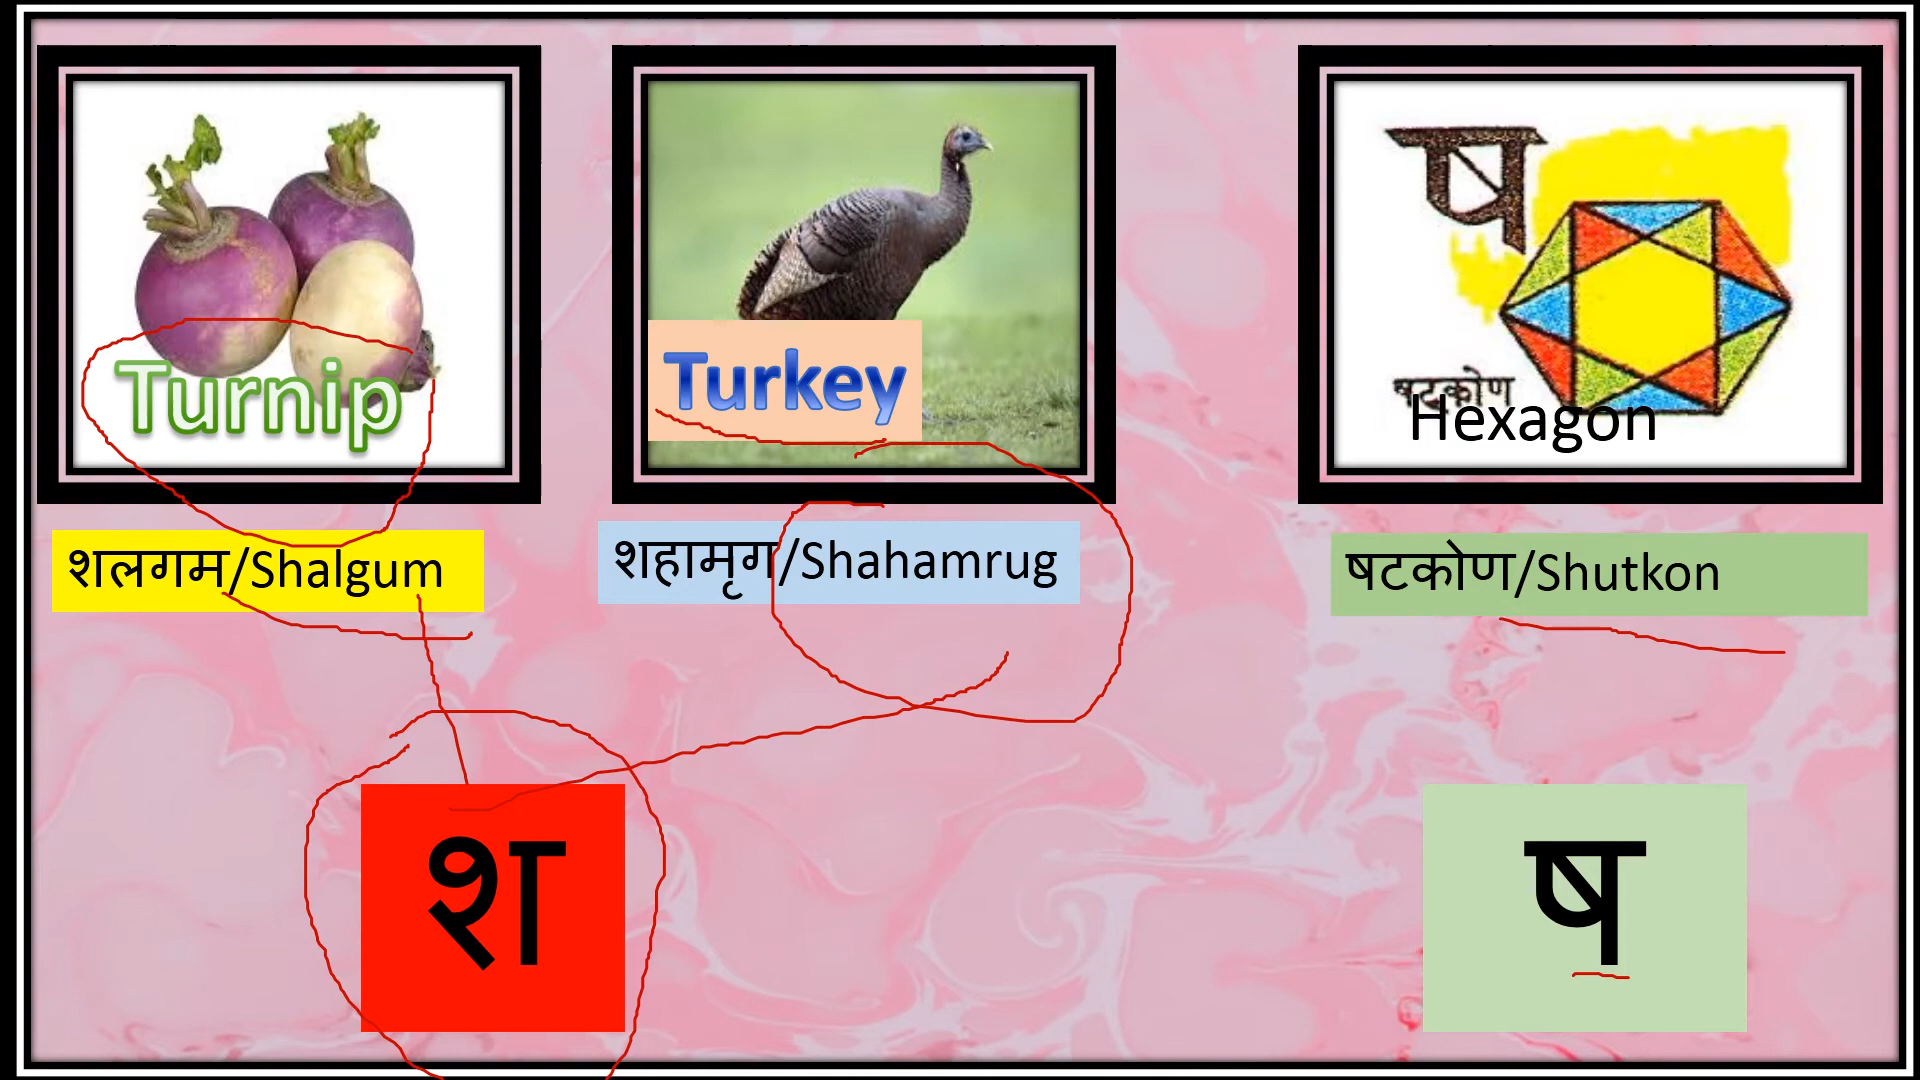 Turnip
Turkey
ष
षटकोण
Hexagon
शलगम/Shalgum
शहामृग/Shahamrug
षटकोण/Shutkon
श
ष